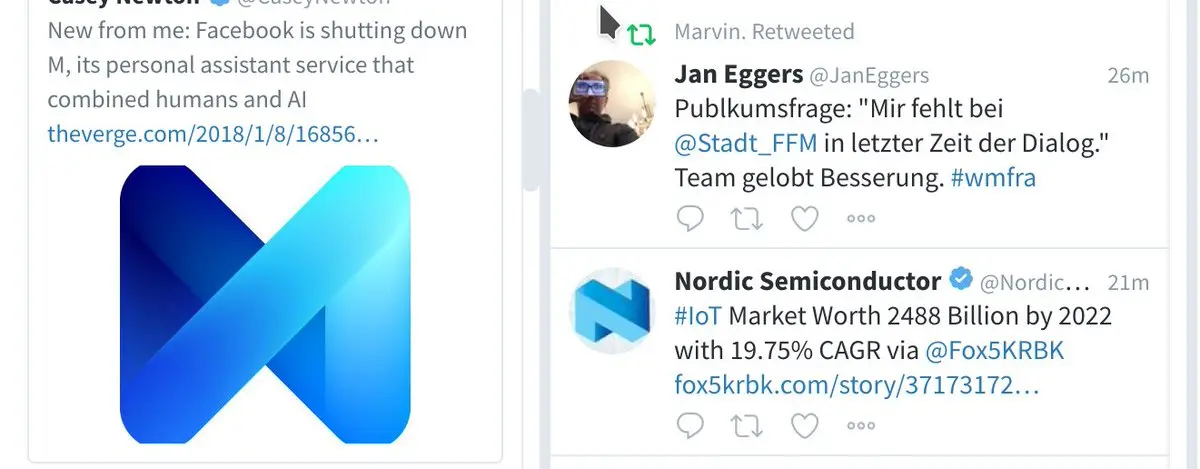 Casey Newton @CaseyNewton
New from me: Facebook is shutting down
M, its personal assistant service that
combined humans and AI
theverge.com/2018/1/8/16856…
Marvin. Retweeted
Jan Eggers @JanEggers 26m
Publkumsfrage: "Mir fehlt bei
@Stadt_FFM in letzter Zeit der Dialog."
Team gelobt Besserung. #wmfra
Nordic Semiconductor @Nordic… 21m
#IoT Market Worth 2488 Billion by 2022
with 19.75% CAGR via @Fox5KRBK
fox5krbk.com/story/37173172…